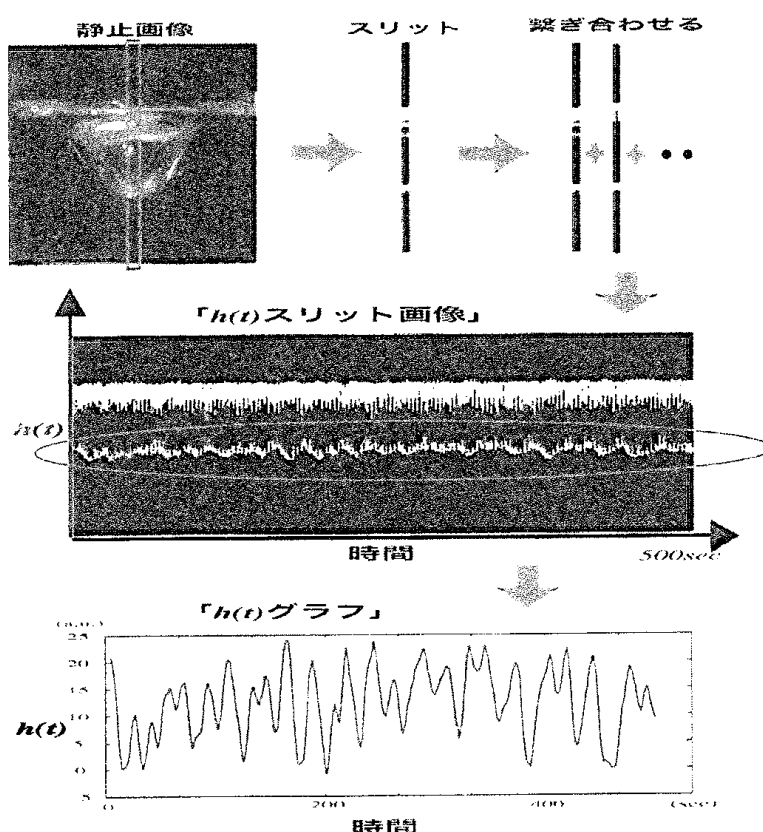 静止画像
スリット
繋ぎ合わせる
「h(t)スリット画像」
h(t)
時間
500sec
「h(t)グラフ」
(a.u.)
25
20
15
10
5
0
5
h(t)
0
200
400
(sec)
時間